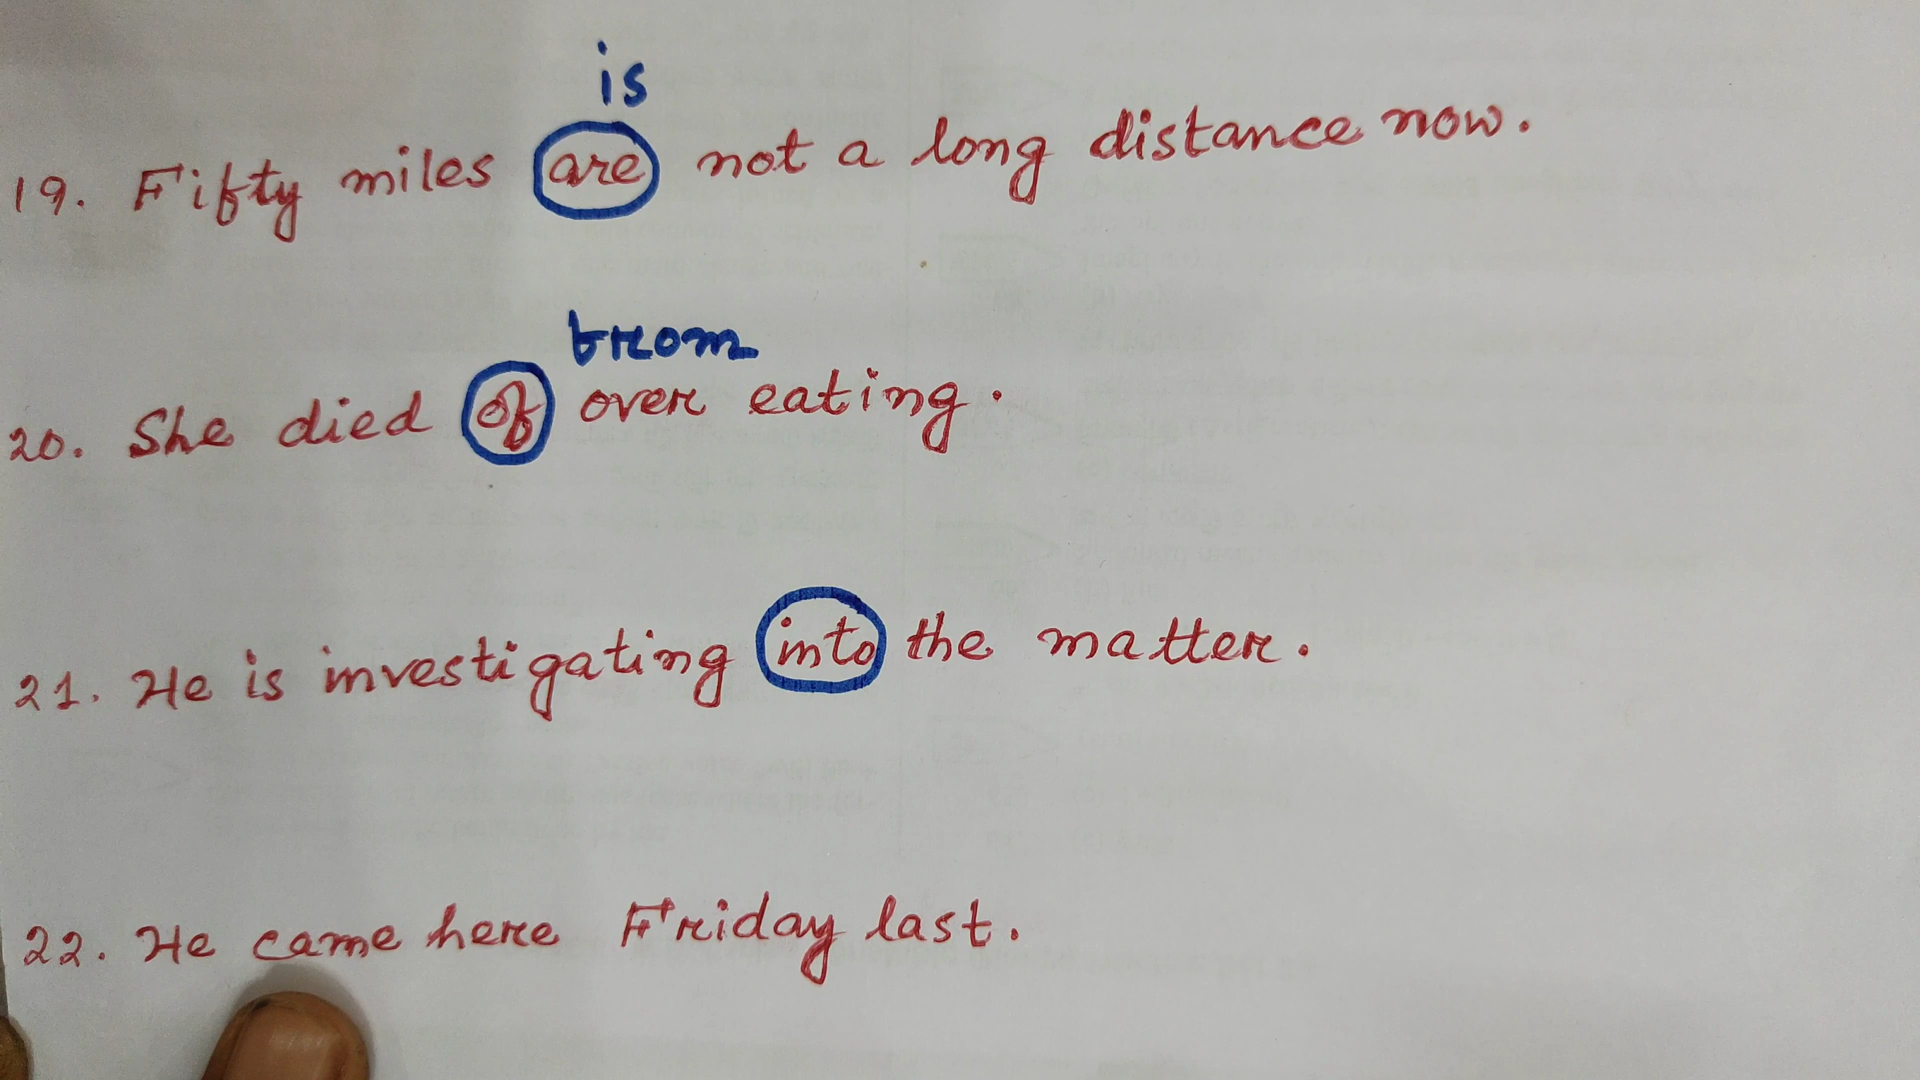 is
19. Fifty miles are not a long distance now.
from
20. She died of over eating.
21. He is investigating into the matter.
22. He came here Friday last.